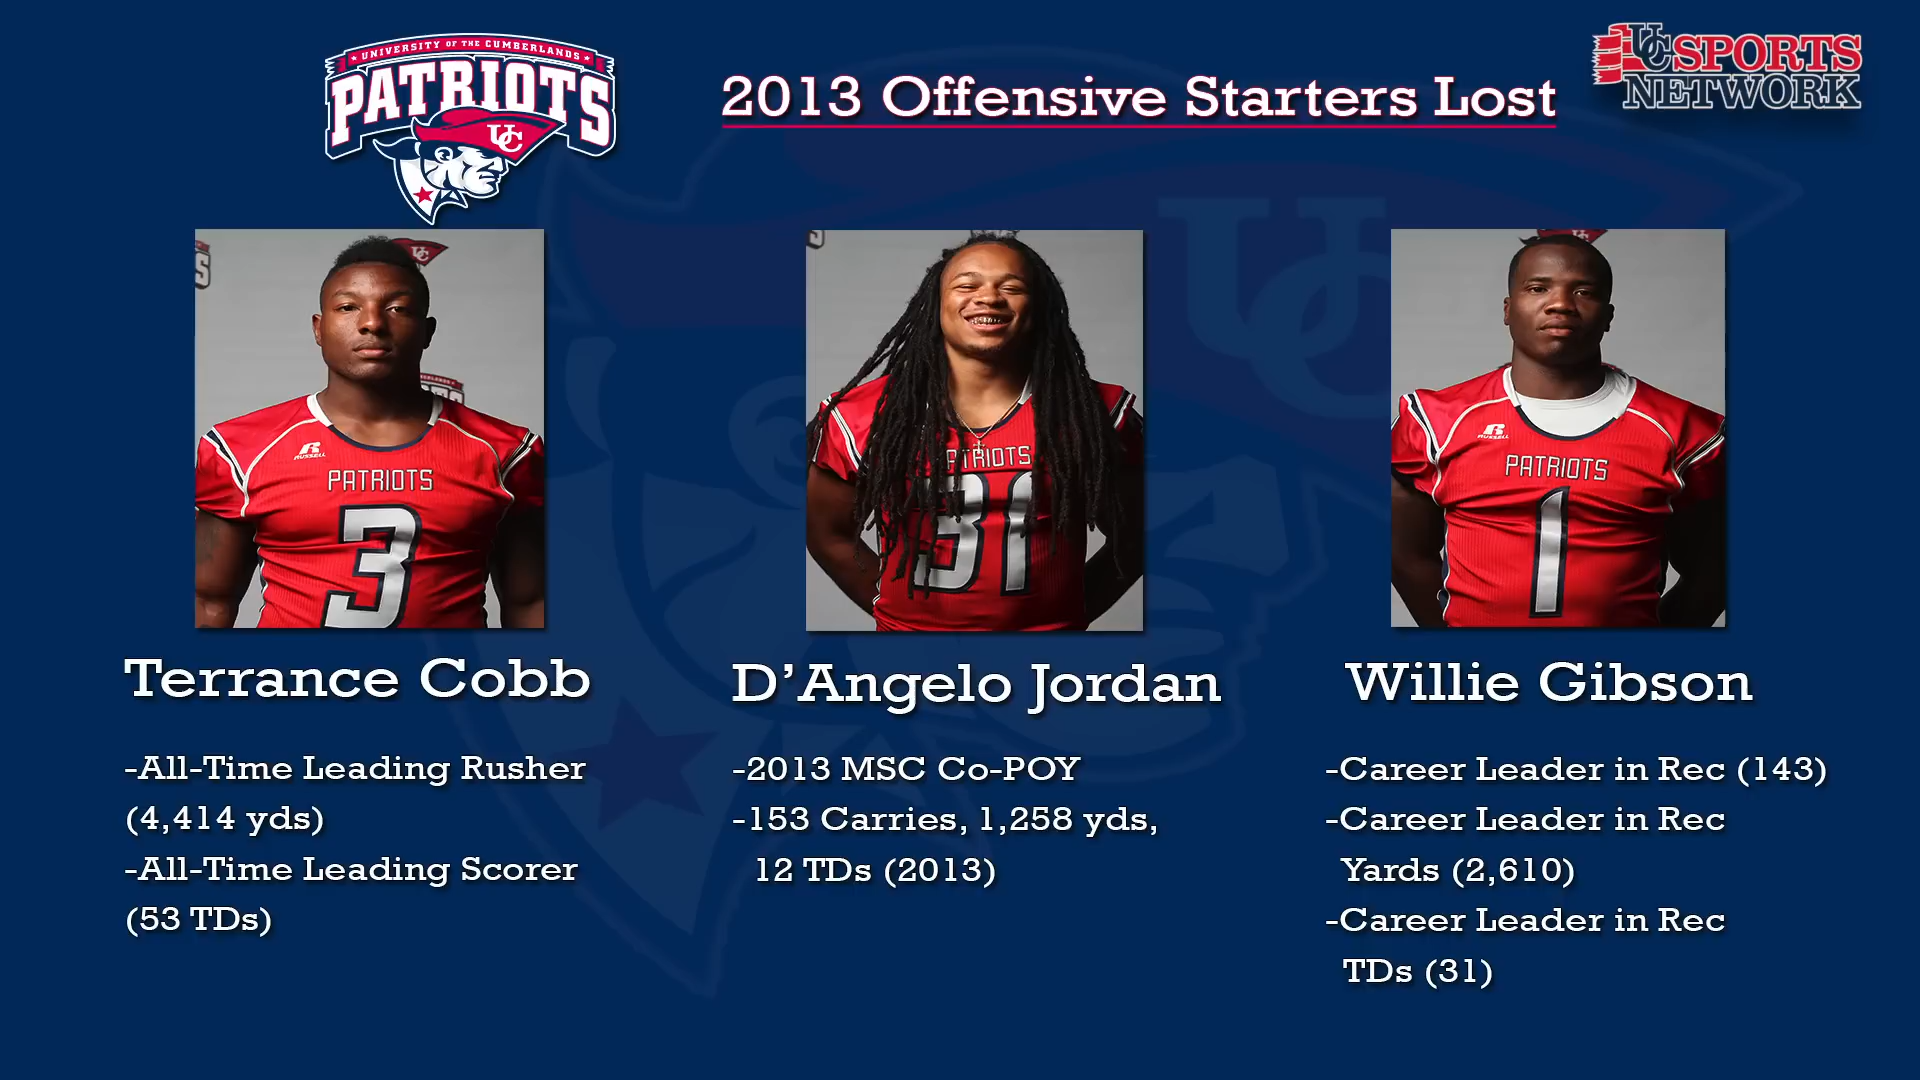 UNIVERSITY OF THE CUMBERLANDS
PATRIOTS
UC
2013 Offensive Starters Lost
UC SPORTS
NETWORK
UC
RUSSELL
PATRIOTS
3
PATRIOTS
31
RUSSELL
PATRIOTS
1
Terrance Cobb
D'Angelo Jordan
Willie Gibson
-All-Time Leading Rusher
(4,414 yds)
-All-Time Leading Scorer
(53 TDs)
-2013 MSC Co-POY
-153 Carries, 1,258 yds,
12 TDs (2013)
-Career Leader in Rec (143)
-Career Leader in Rec
Yards (2,610)
-Career Leader in Rec
TDs (31)